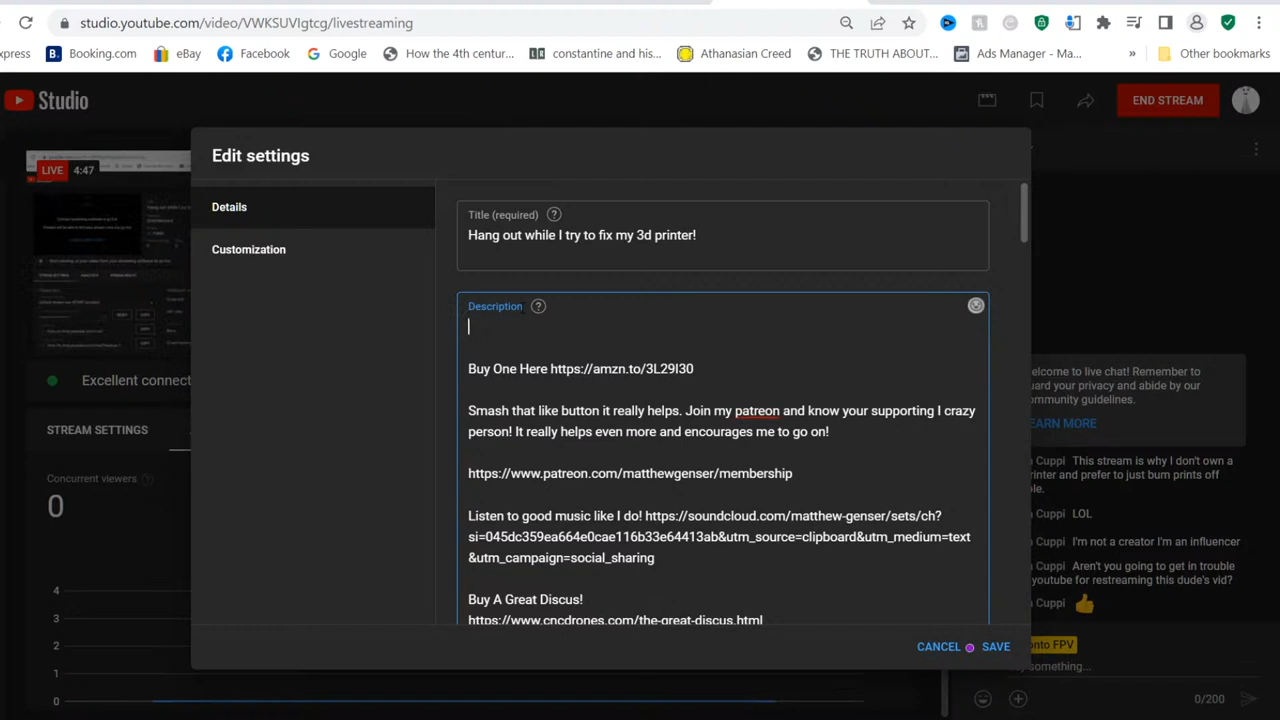 studio.youtube.com/video/VWKSUVIgtcg/livestreaming
xpress
Booking.com
eBay
Facebook
Google
How the 4th century...
constantine and his...
Athanasian Creed
THE TRUTH ABOUT...
Ads Manager - Ma...
»
Other bookmarks
Studio
END STREAM
LIVE 4:47
Edit settings
Details
Customization
Title (required)
Hang out while I try to fix my 3d printer!
Description
Buy One Here https://amzn.to/3L29I30
Smash that like button it really helps. Join my patreon and know your supporting I crazy
person! It really helps even more and encourages me to go on!
https://www.patreon.com/matthewgenser/membership
Listen to good music like I do! https://soundcloud.com/matthew-genser/sets/ch?
si=045dc359ea664e0cae116b33e64413ab&utm_source=clipboard&utm_medium=text
&utm_campaign=social_sharing
Buy A Great Discus!
https://www.cncdrones.com/the-great-discus.html
CANCEL
SAVE
Excellent connect
STREAM SETTINGS
Concurrent viewers
0
4
3
2
1
0
elcome to live chat! Remember to
uard your privacy and abide by our
ommunity guidelines.
EARN MORE
Cuppi This stream is why I don't own a
rinter and prefer to just burn prints off
le.
Cuppi LOL
Cuppi I'm not a creator I'm an influencer
Cuppi Aren't you going to get in trouble
youtube for restreaming this dude's vid?
Cuppi 👍
onto FPV
y something...
0/200